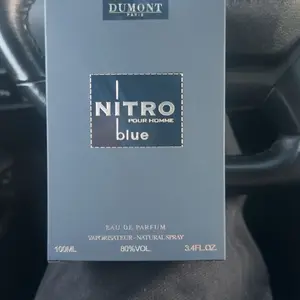 DUMONT
PARIS
NITRO
POUR HOMME
blue
EAU DE PARFUM
VAPORISATEUR - NATURAL SPRAY
100ML 80%VOL. 3.4FL.OZ.